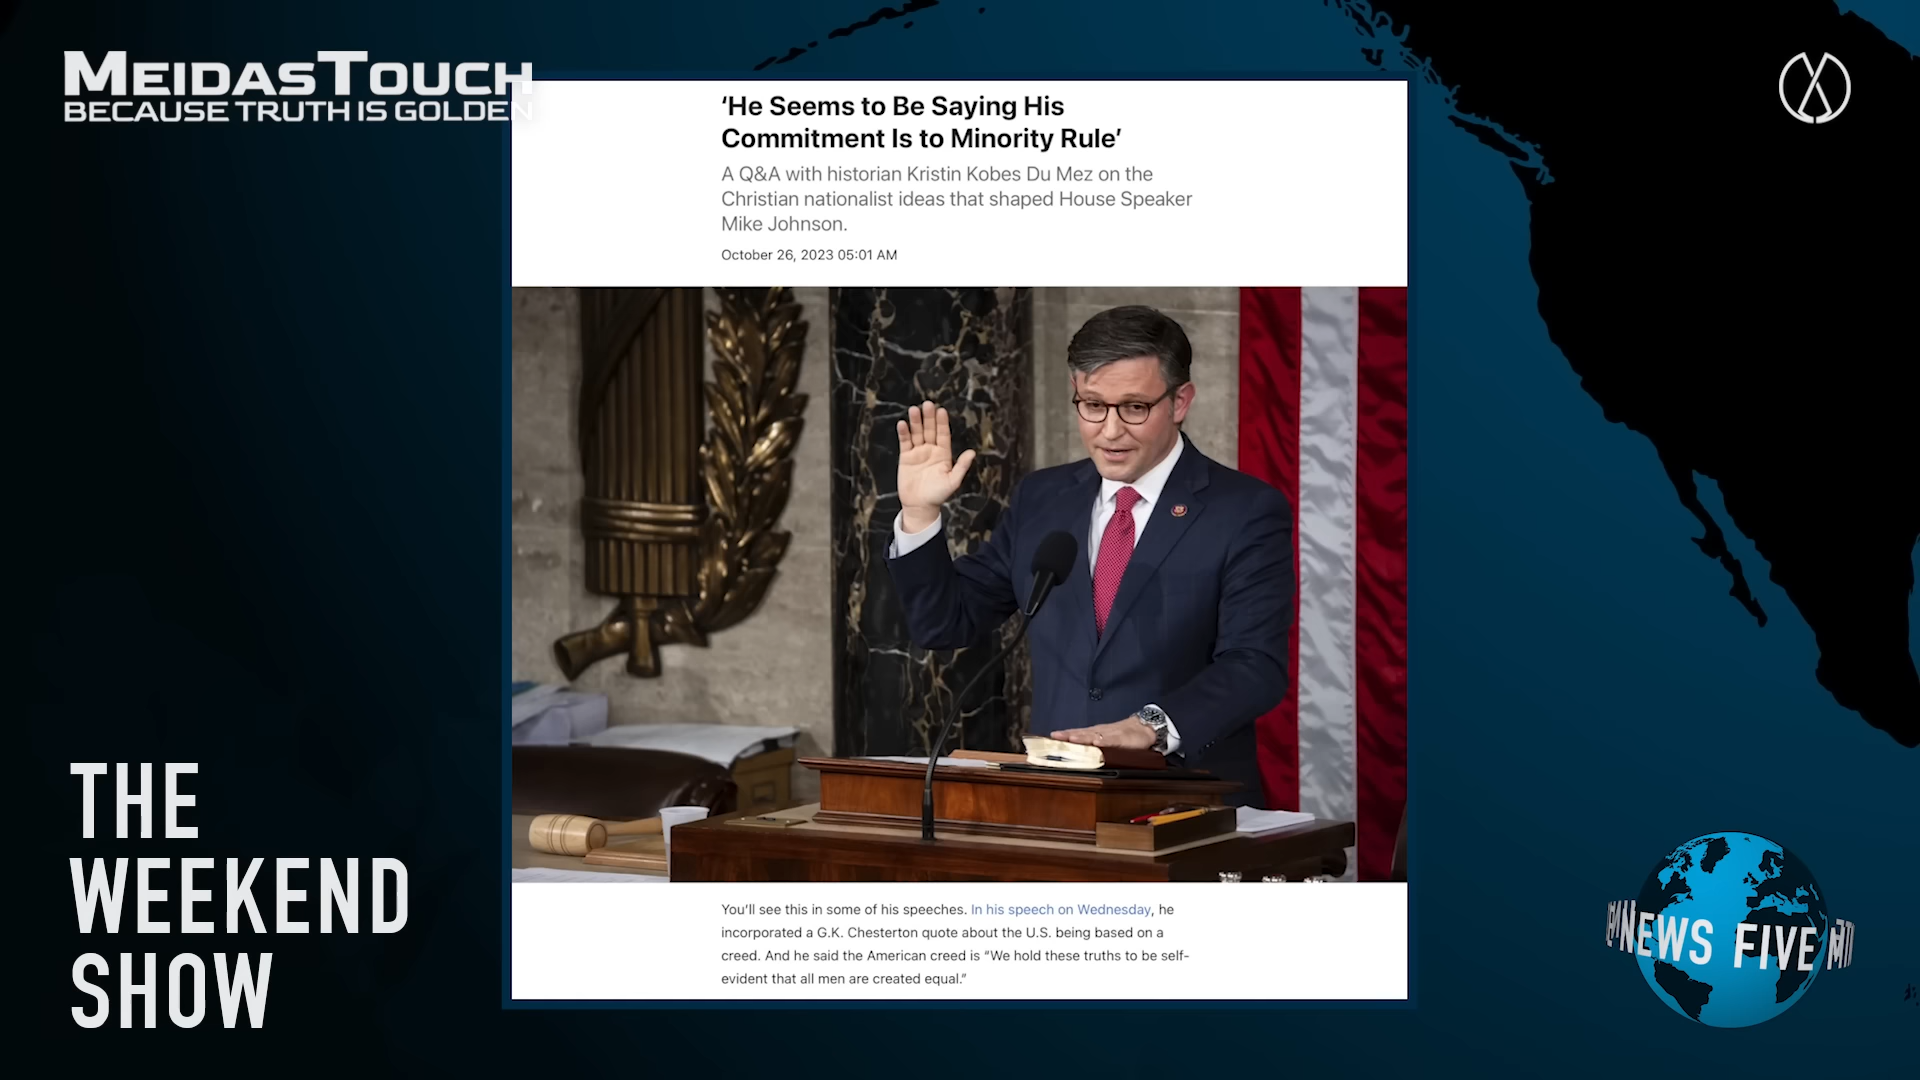 MEIDASTOUCH
BECAUSE TRUTH IS GOLDEN
‘He Seems to Be Saying His
Commitment Is to Minority Rule’
A Q&A with historian Kristin Kobes Du Mez on the
Christian nationalist ideas that shaped House Speaker
Mike Johnson.
October 26, 2023 05:01 AM
You’ll see this in some of his speeches. In his speech on Wednesday, he
incorporated a G.K. Chesterton quote about the U.S. being based on a
creed. And he said the American creed is “We hold these truths to be self-
evident that all men are created equal.”
THE
WEEKEND
SHOW
NEWS FIVE